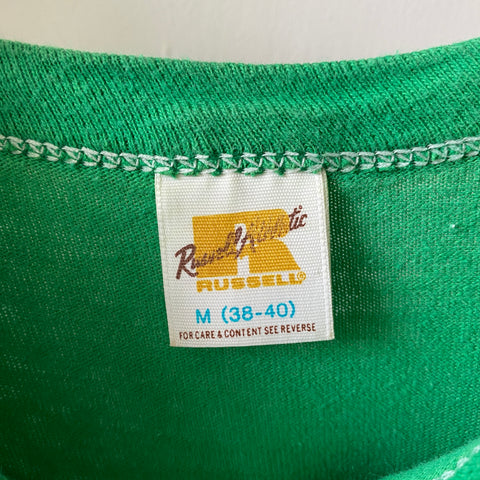 Russell Athletic
R
RUSSELL®
M (38-40)
FOR CARE & CONTENT SEE REVERSE